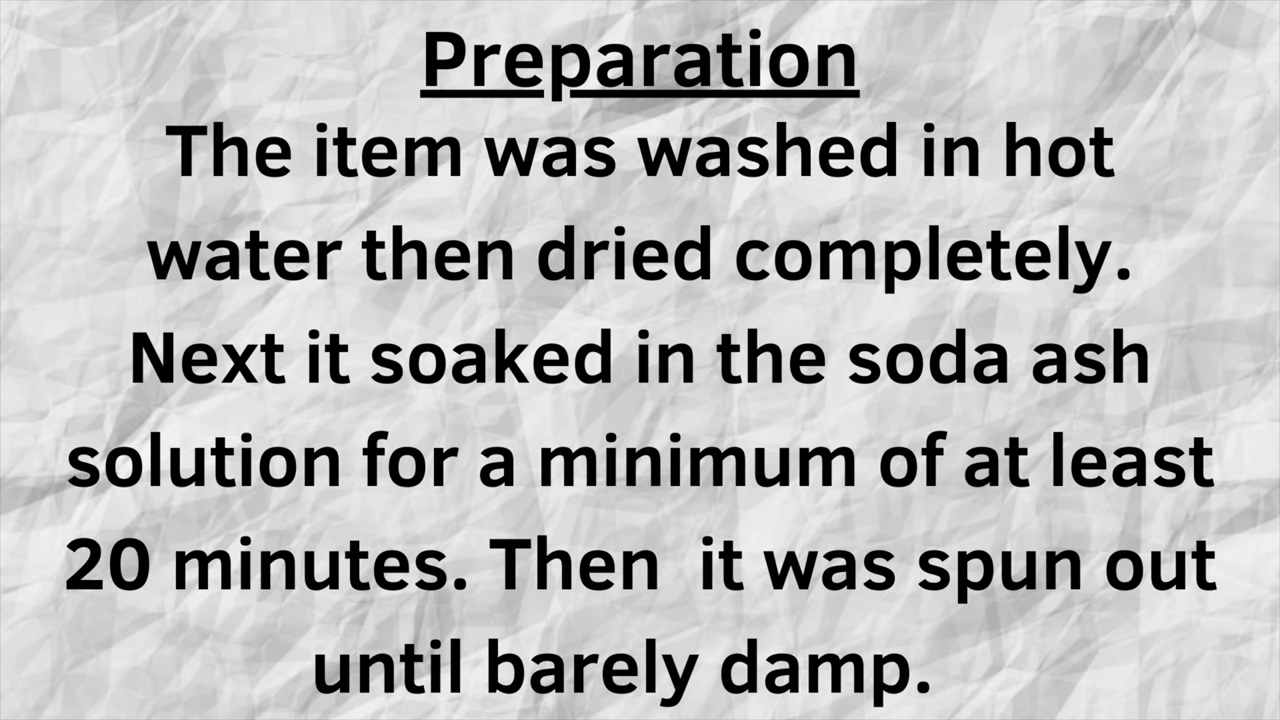 Preparation
The item was washed in hot
water then dried completely.
Next it soaked in the soda ash
solution for a minimum of at least
20 minutes. Then  it was spun out
until barely damp.